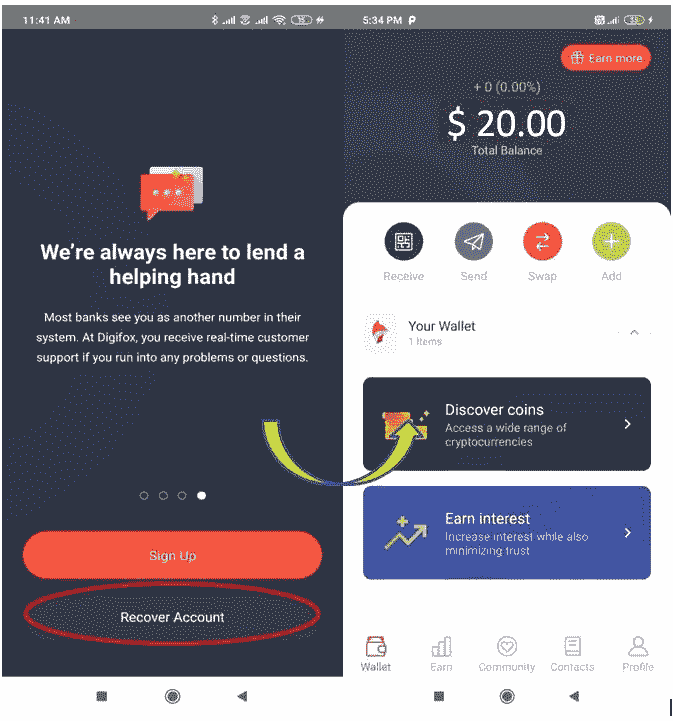 11:41 AM
We're always here to lend a
helping hand
Most banks see you as another number in their
system. At Digifox, you receive real-time customer
support if you run into any problems or questions.
Sign Up
Recover Account
5:34 PM
Earn more
+ 0 (0.00%)
$ 20.00
Total Balance
Receive
Send
Swap
Add
Your Wallet
1 Items
Discover coins
Access a wide range of
cryptocurrencies
Earn interest
Increase interest while also
minimizing trust
Wallet
Earn
Community
Contacts
Profile